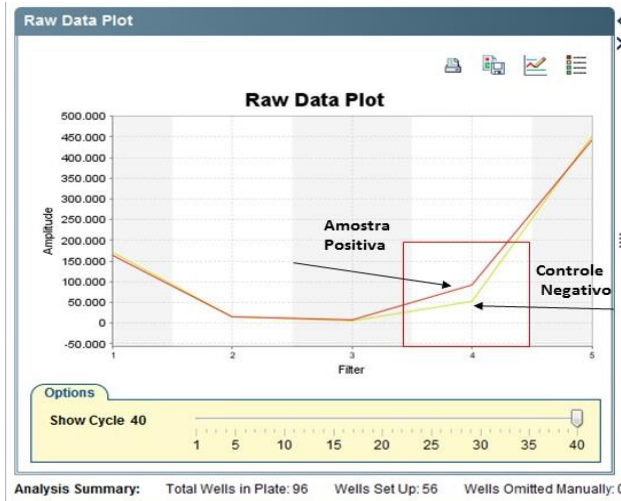 Raw Data Plot
Raw Data Plot
500.000
450.000
400.000
350.000
300.000
250.000
200.000
150.000
100.000
50.000
0
-50.000
Amplitude
Amostra
Positiva
Controle
Negativo
1 2 3 4 5
Filter
Options
Show Cycle 40
1 5 10 15 20 25 30 35 40
Analysis Summary: Total Wells in Plate: 96 Wells Set Up: 56 Wells Omitted Manually: 0